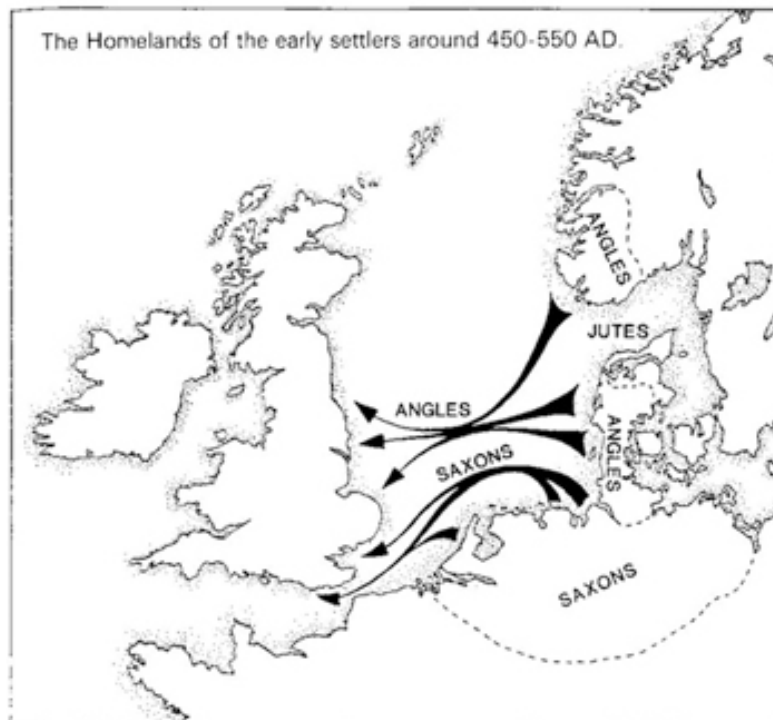 The Homelands of the early settlers around 450-550 AD.
ANGLES
JUTES
ANGLES
ANGLES
SAXONS
SAXONS